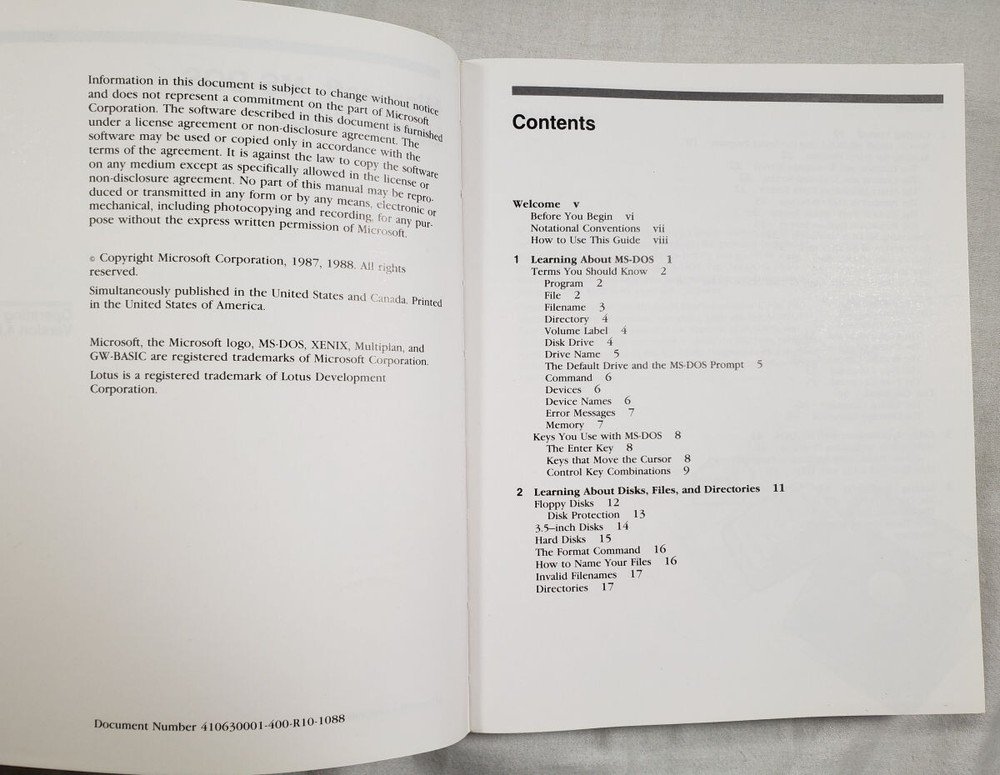 Information in this document is subject to change without notice
and does not represent a commitment on the part of Microsoft
Corporation. The software described in this document is furnished
under a license agreement or non-disclosure agreement. The
software may be used or copied only in accordance with the
terms of the agreement. It is against the law to copy the software
on any medium except as specifically allowed in the license or
non-disclosure agreement. No part of this manual may be repro-
duced or transmitted in any form or by any means, electronic or
mechanical, including photocopying and recording, for any pur-
pose without the express written permission of Microsoft.
© Copyright Microsoft Corporation, 1987, 1988. All rights
reserved.
Simultaneously published in the United States and Canada. Printed
in the United States of America.
Microsoft, the Microsoft logo, MS-DOS, XENIX, Multiplan, and
GW-BASIC are registered trademarks of Microsoft Corporation.
Lotus is a registered trademark of Lotus Development
Corporation.
Document Number 410630001-400-R10-1088
Contents
Welcome v
Before You Begin vi
Notational Conventions vii
How to Use This Guide viii
1 Learning About MS-DOS 1
Terms You Should Know 2
Program 2
File 2
Filename 3
Directory 4
Volume Label 4
Disk Drive 4
Drive Name 5
The Default Drive and the MS-DOS Prompt 5
Command 6
Devices 6
Device Names 6
Error Messages 7
Memory 7
Keys You Use with MS-DOS 8
The Enter Key 8
Keys that Move the Cursor 8
Control Key Combinations 9
2 Learning About Disks, Files, and Directories 11
Floppy Disks 12
Disk Protection 13
3.5–inch Disks 14
Hard Disks 15
The Format Command 16
How to Name Your Files 16
Invalid Filenames 17
Directories 17